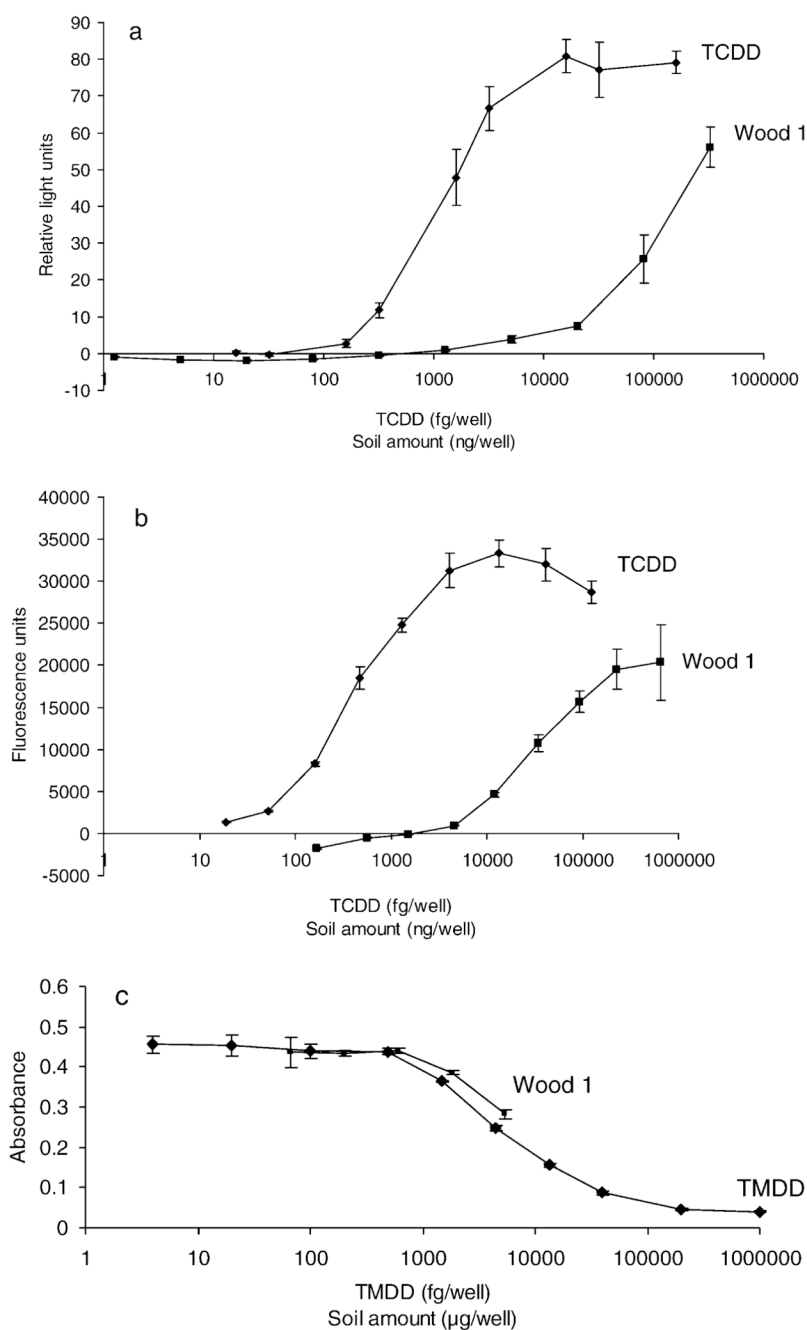 a
90
80
70
60
50
40
30
20
10
0
-10
Relative light units
TCDD
Wood 1
1 10 100 1000 10000 100000 1000000
TCDD (fg/well)
Soil amount (ng/well)
b
40000
35000
30000
25000
20000
15000
10000
5000
0
-5000
Fluorescence units
TCDD
Wood 1
1 10 100 1000 10000 100000 1000000
TCDD (fg/well)
Soil amount (ng/well)
c
0.6
0.5
0.4
0.3
0.2
0.1
0
Absorbance
Wood 1
TMDD
1 10 100 1000 10000 100000 1000000
TMDD (fg/well)
Soil amount (µg/well)